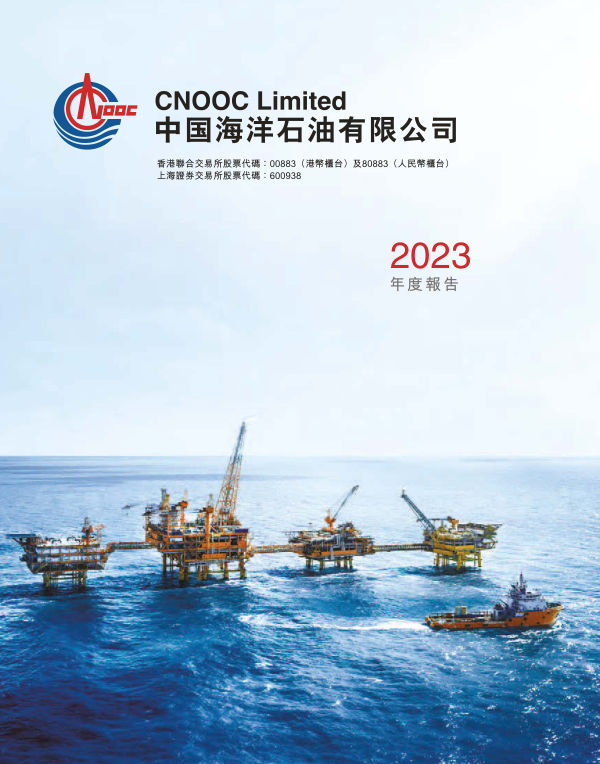 CNOOC
CNOOC Limited
中国海洋石油有限公司
香港聯合交易所股票代碼：00883（港幣櫃台）及80883（人民幣櫃台）
上海證券交易所股票代碼：600938
2023
年度報告